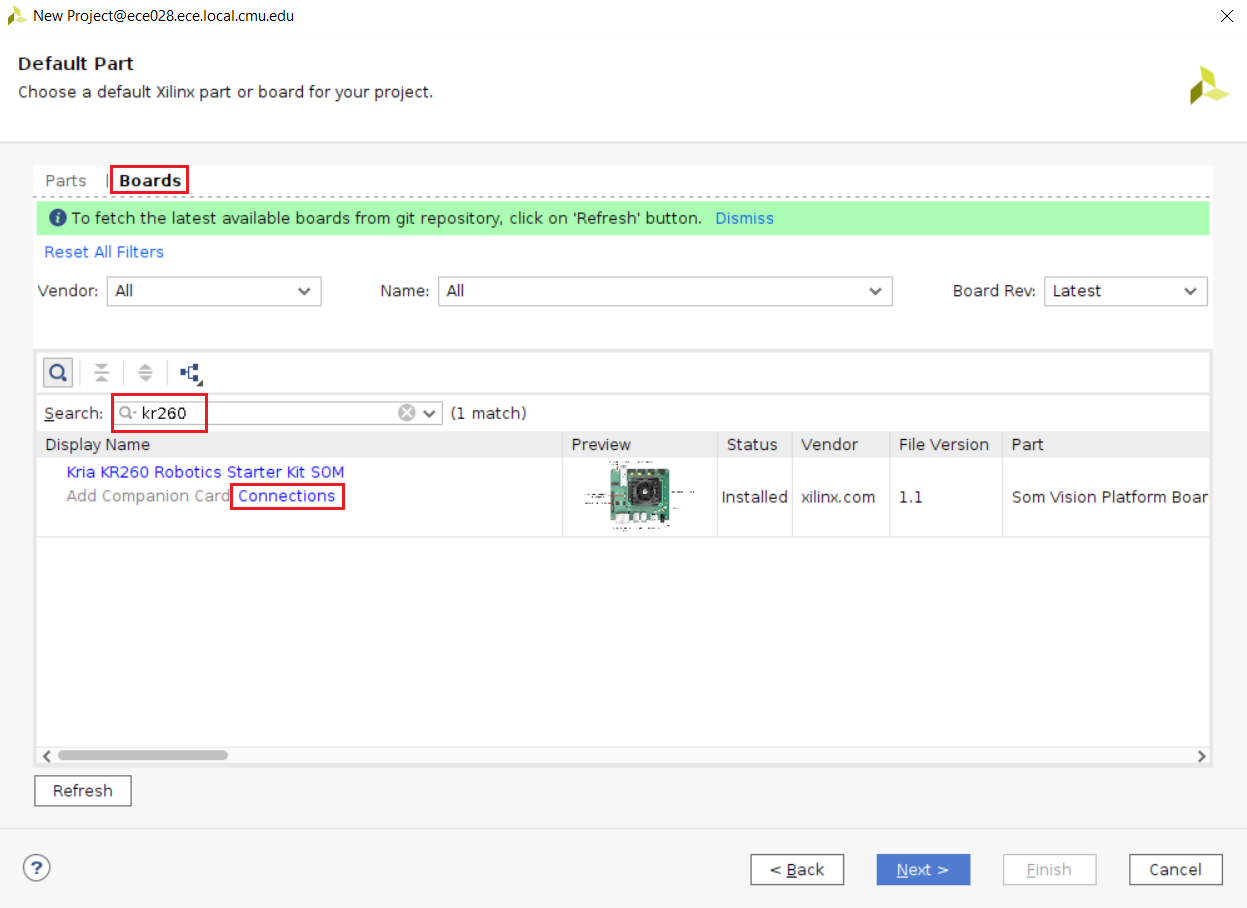 New Project@ece028.ece.local.cmu.edu
Default Part
Choose a default Xilinx part or board for your project.
Parts | Boards
To fetch the latest available boards from git repository, click on 'Refresh' button. Dismiss
Reset All Filters
Vendor: All Name: All Board Rev: Latest
Search: kr260 (1 match)
Display Name Preview Status Vendor File Version Part
Kria KR260 Robotics Starter Kit SOM
Add Companion Card Connections Installed xilinx.com 1.1 Som Vision Platform Boar
Refresh
? < Back Next > Finish Cancel